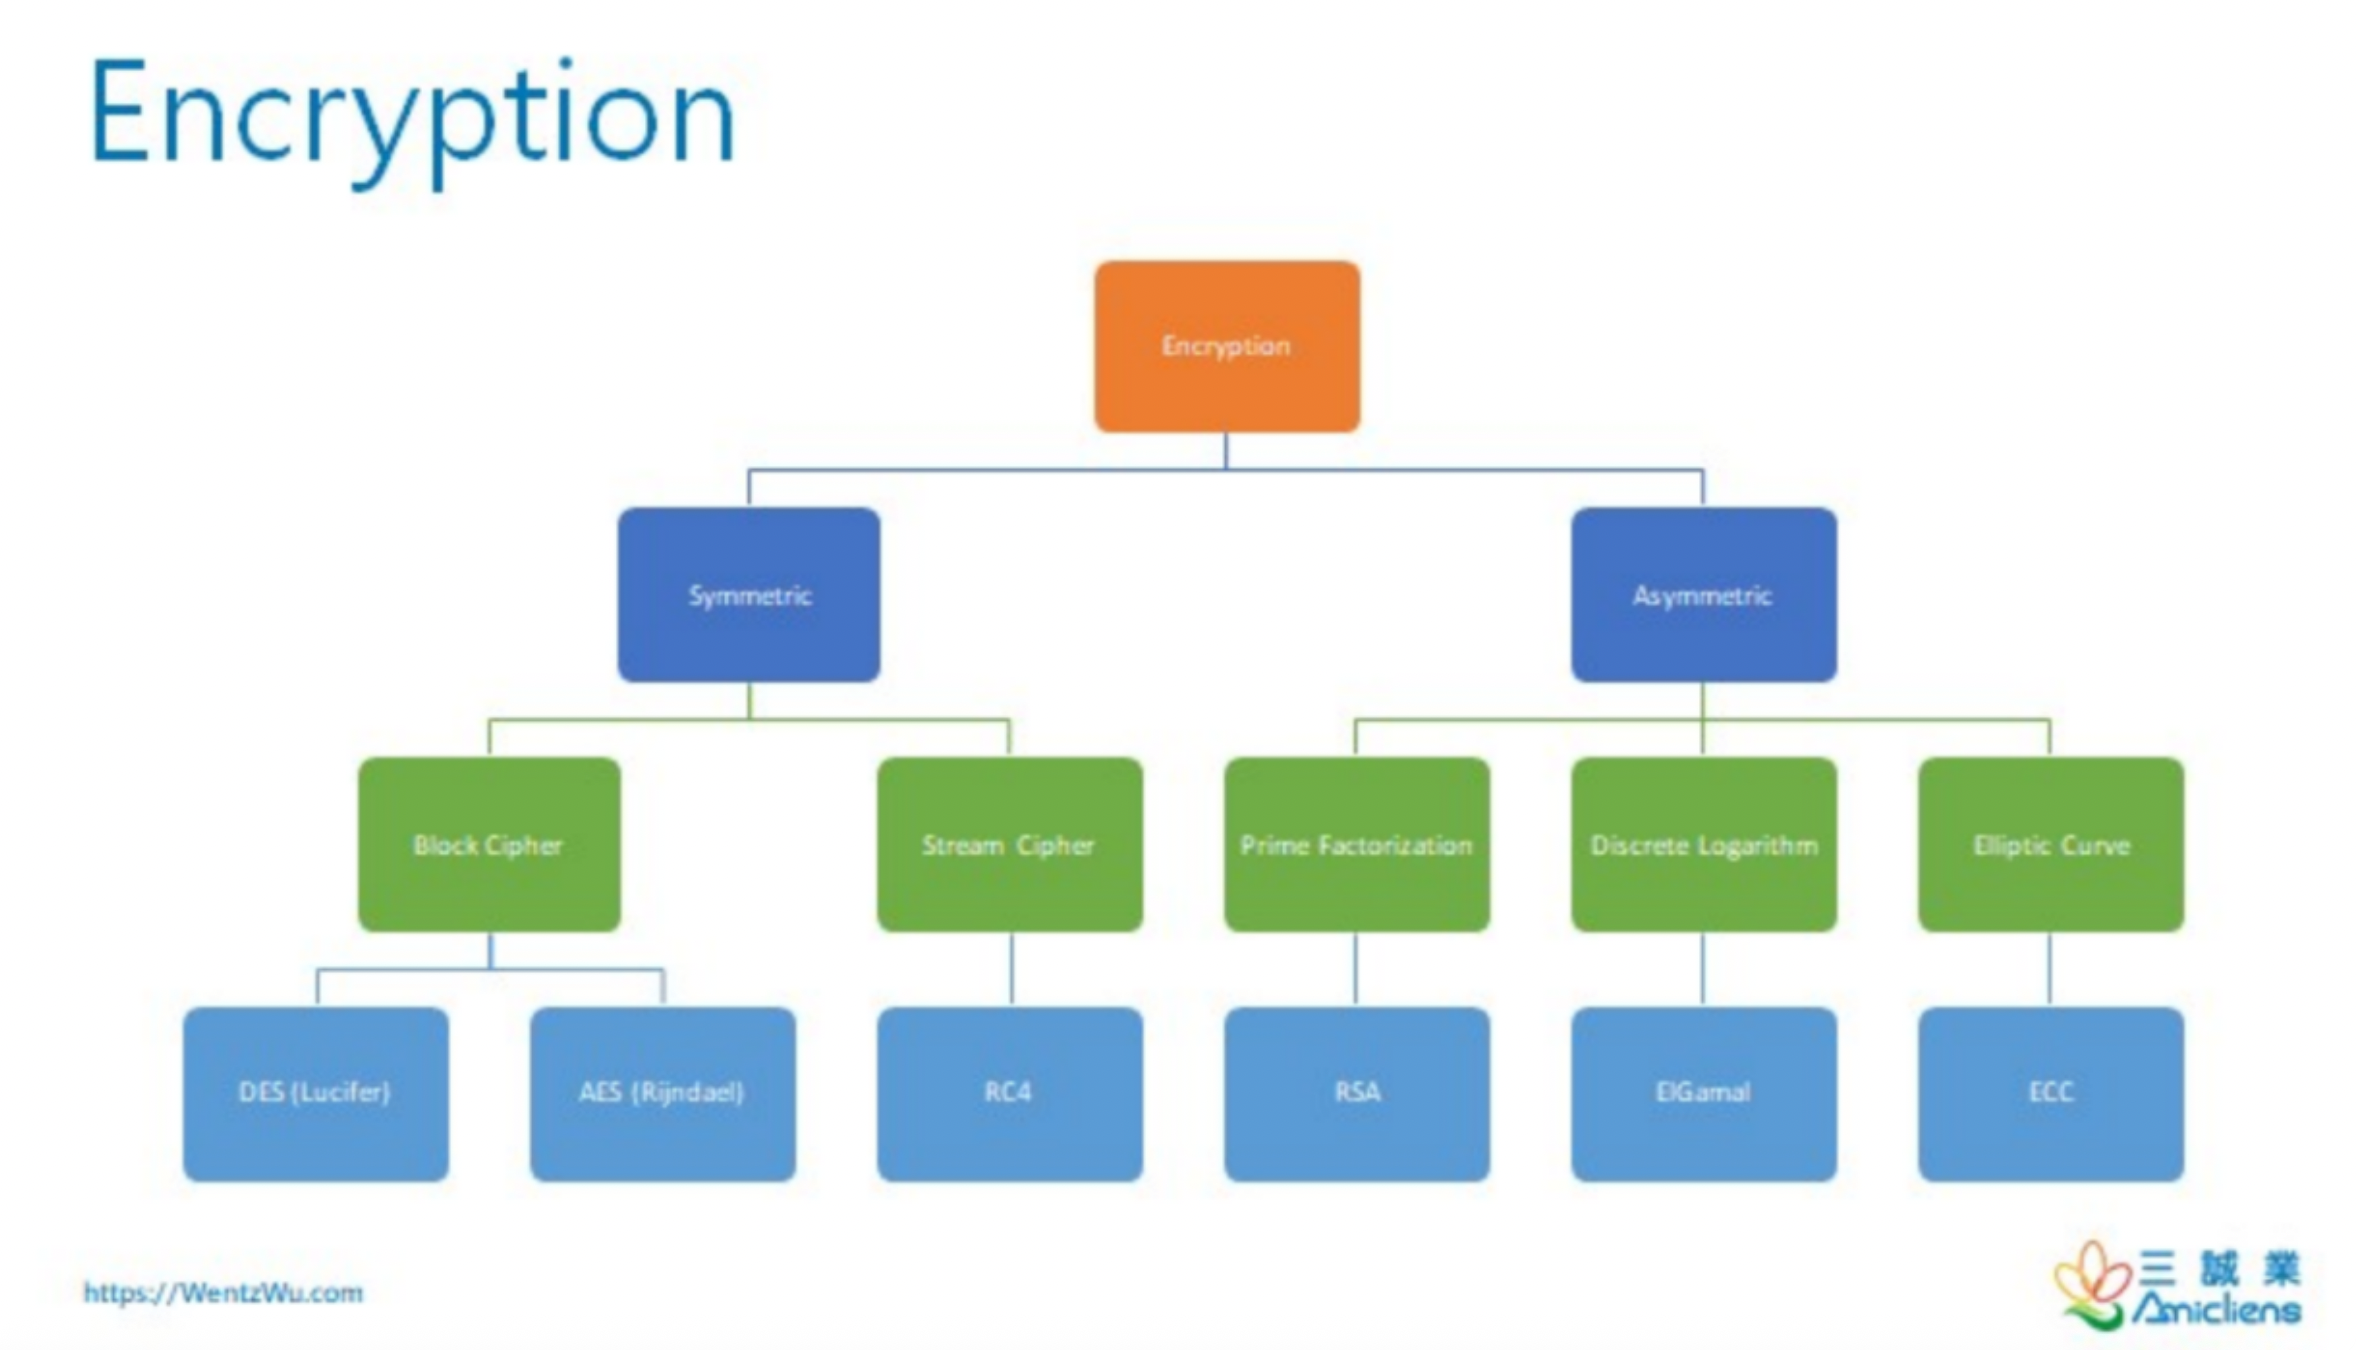 Encryption
Encryption
Symmetric
Asymmetric
Block Cipher
Stream Cipher
Prime Factorization
Discrete Logarithm
Elliptic Curve
DES (Lucifer)
AES (Rijndael)
RC4
RSA
ElGamal
ECC
https://WentzWu.com
三誠業
Amicliens